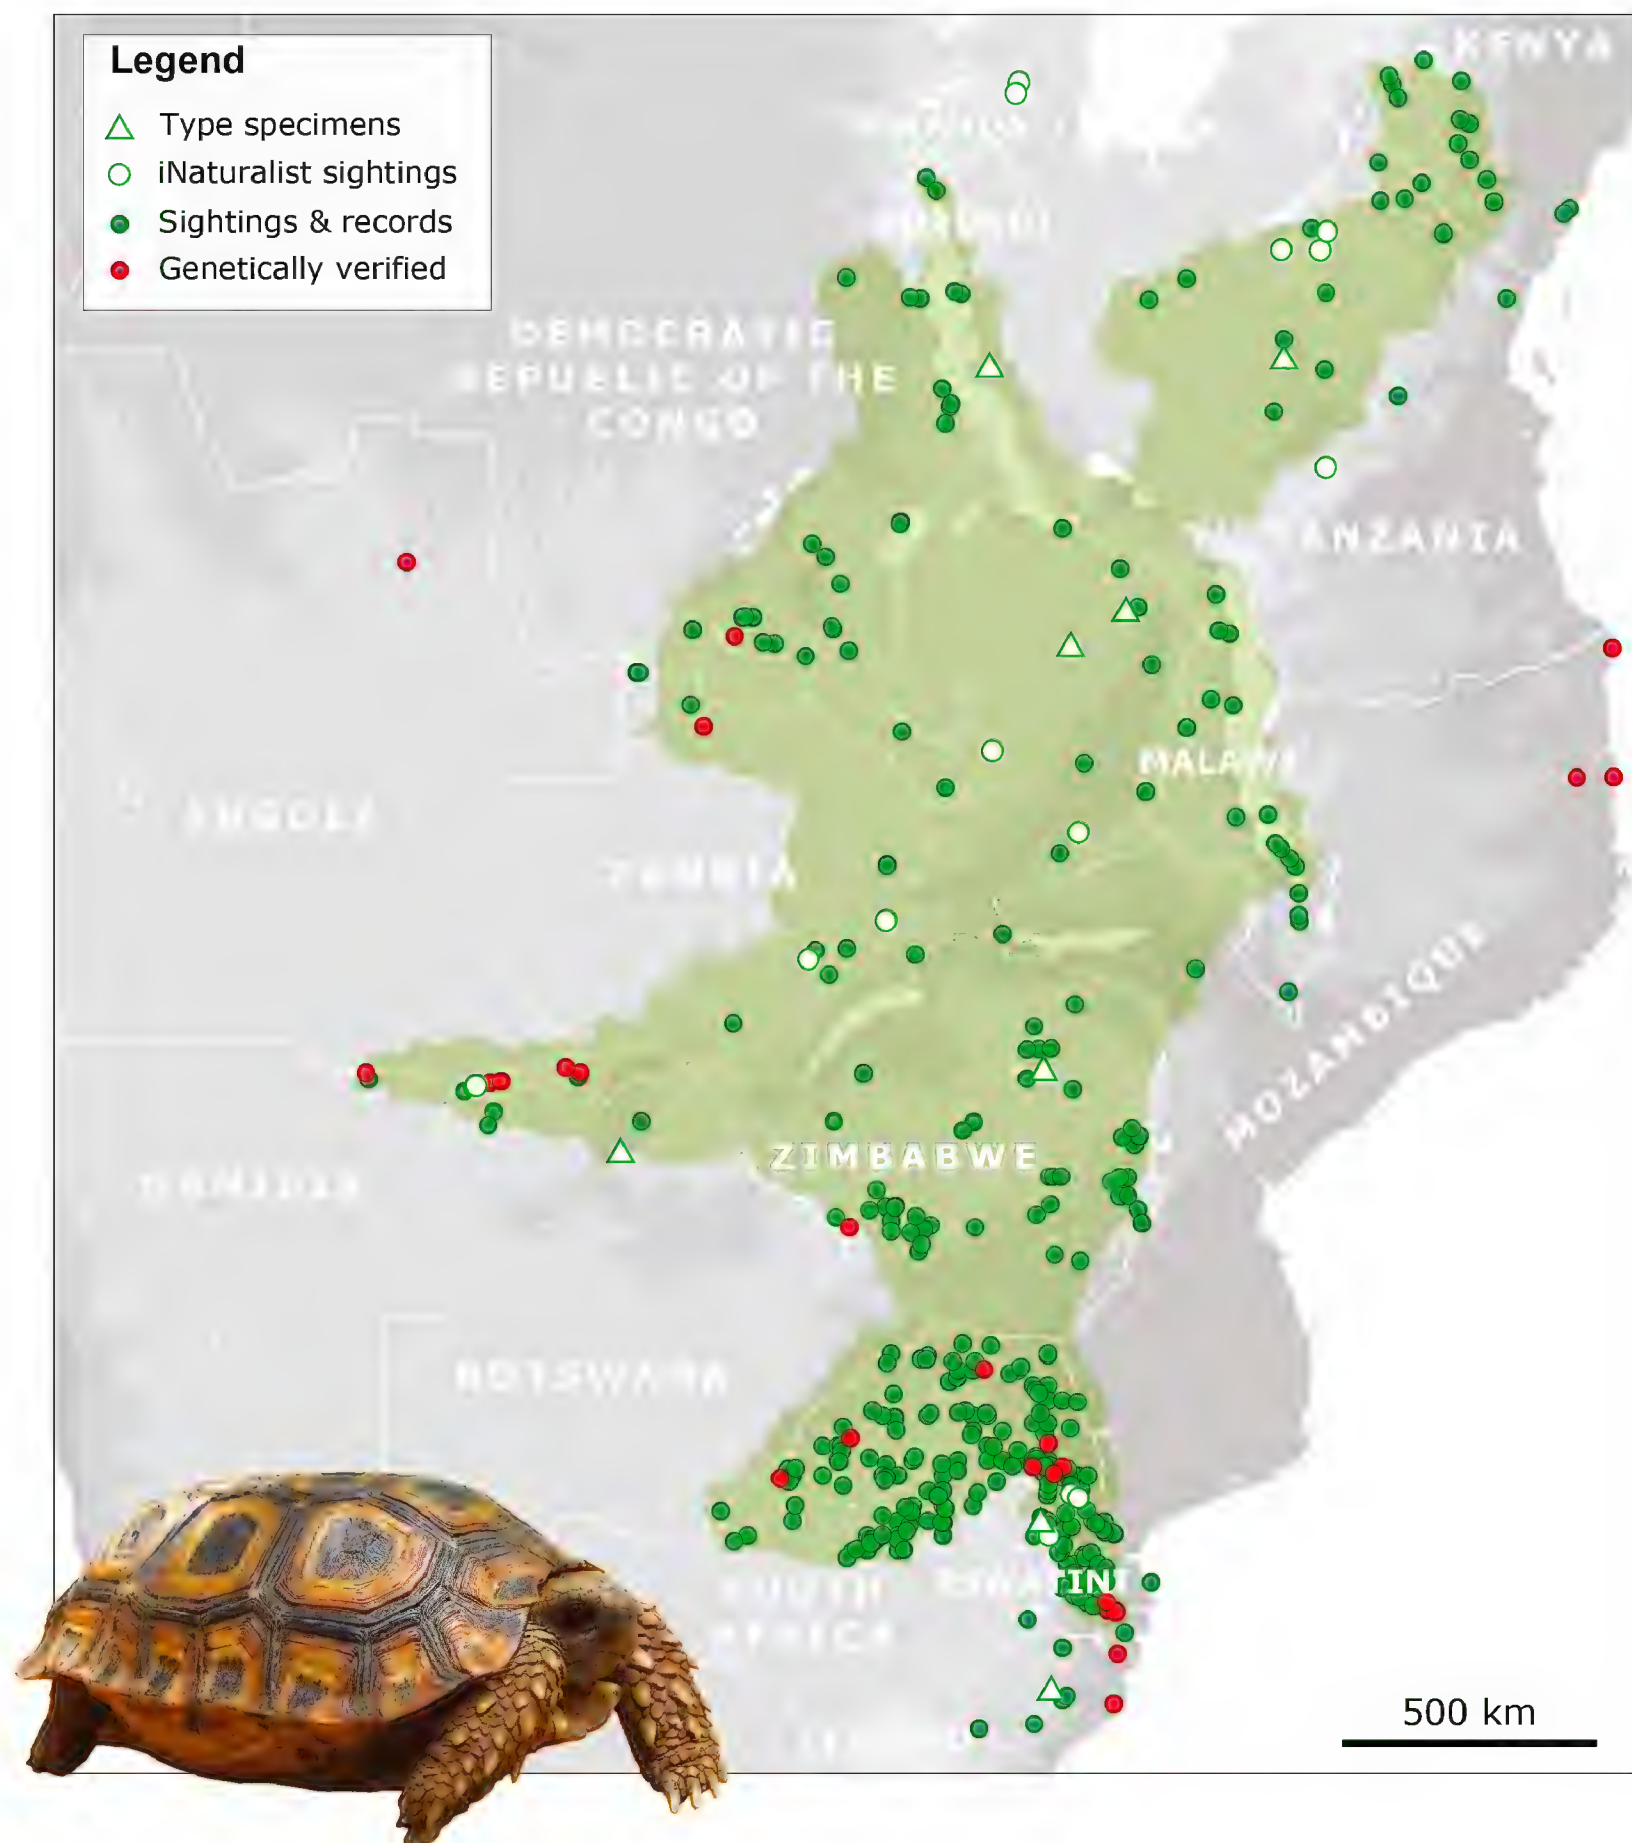 Legend
Type specimens
iNaturalist sightings
Sightings & records
Genetically verified
KENYA
DEMOCRATIC
REPUBLIC OF THE
CONGO
TANZANIA
MALAWI
ANGOLA
ZAMBIA
MOZAMBIQUE
ZIMBABWE
NAMIBIA
BOTSWANA
SOUTH
AFRICA
500 km